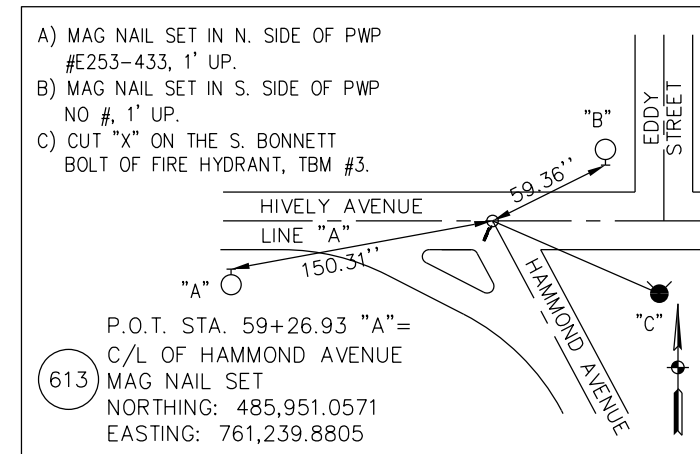 A) MAG NAIL SET IN N. SIDE OF PWP
#E253-433, 1' UP.
B) MAG NAIL SET IN S. SIDE OF PWP
NO #, 1' UP.
C) CUT "X" ON THE S. BONNETT
BOLT OF FIRE HYDRANT, TBM #3.
"B"
EDDY
STREET
59.36''
HIVELY AVENUE
LINE "A"
150.31''
"A"
HAMMOND AVENUE
"C"
P.O.T. STA. 59+26.93 "A"=
C/L OF HAMMOND AVENUE
613
MAG NAIL SET
NORTHING: 485,951.0571
EASTING: 761,239.8805